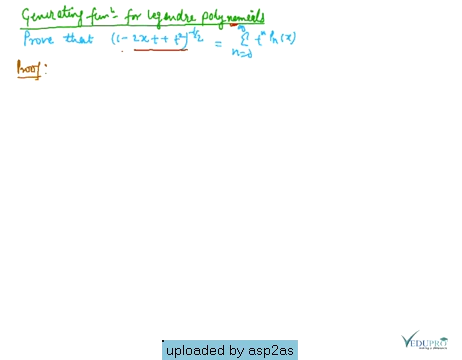 Generating funⁿ for legendre polynomials
Prove that (1 - 2xt + t²)^-1/2 = ∞ Σ n=0 tⁿ Pn(x)
Proof:
uploaded by asp2as
VEDUPRO